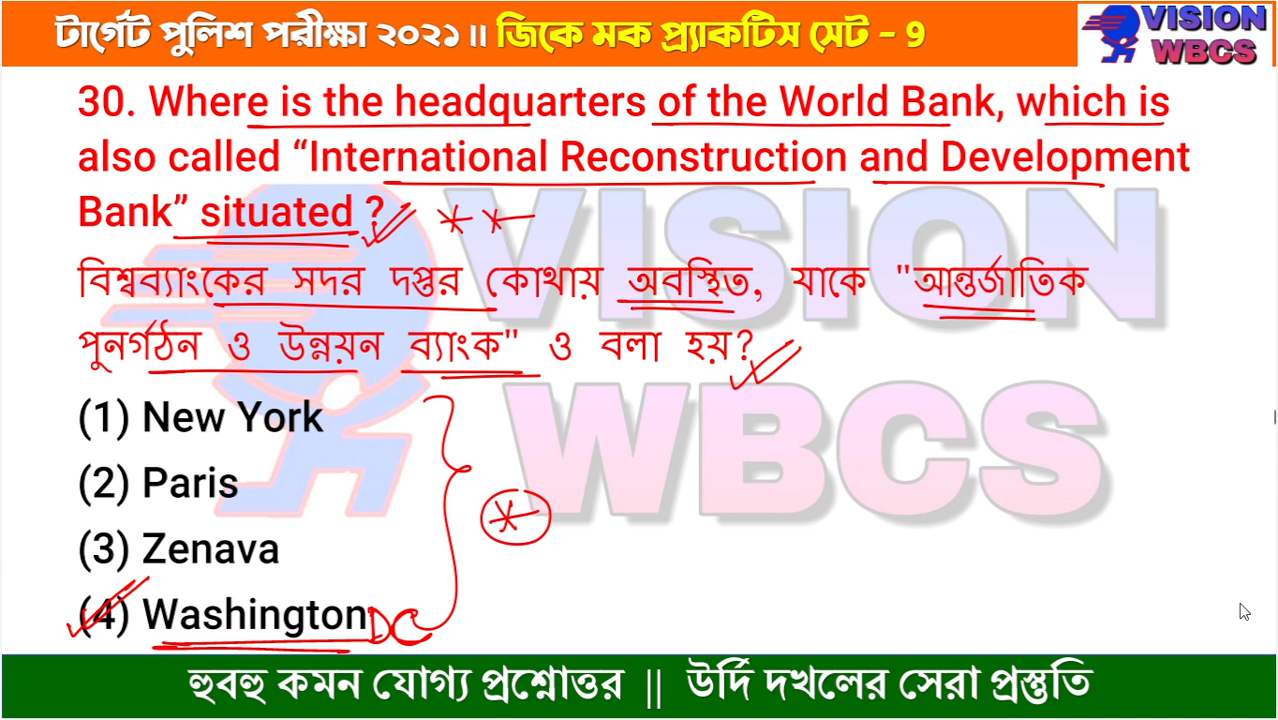 টার্গেট পুলিশ পরীক্ষা ২০২১ ॥ জিকে মক প্র্যাকটিস সেট - 9
VISION
WBCS
30. Where is the headquarters of the World Bank, which is
also called “International Reconstruction and Development
Bank” situated ?
বিশ্বব্যাংকের সদর দপ্তর কোথায় অবস্থিত, যাকে "আন্তর্জাতিক
পুনর্গঠন ও উন্নয়ন ব্যাংক" ও বলা হয়?
(1) New York
(2) Paris
(3) Zenava
(4) Washington DC
VISION
WBCS
হুবহু কমন যোগ্য প্রশ্নোত্তর || উর্দি দখলের সেরা প্রস্তুতি